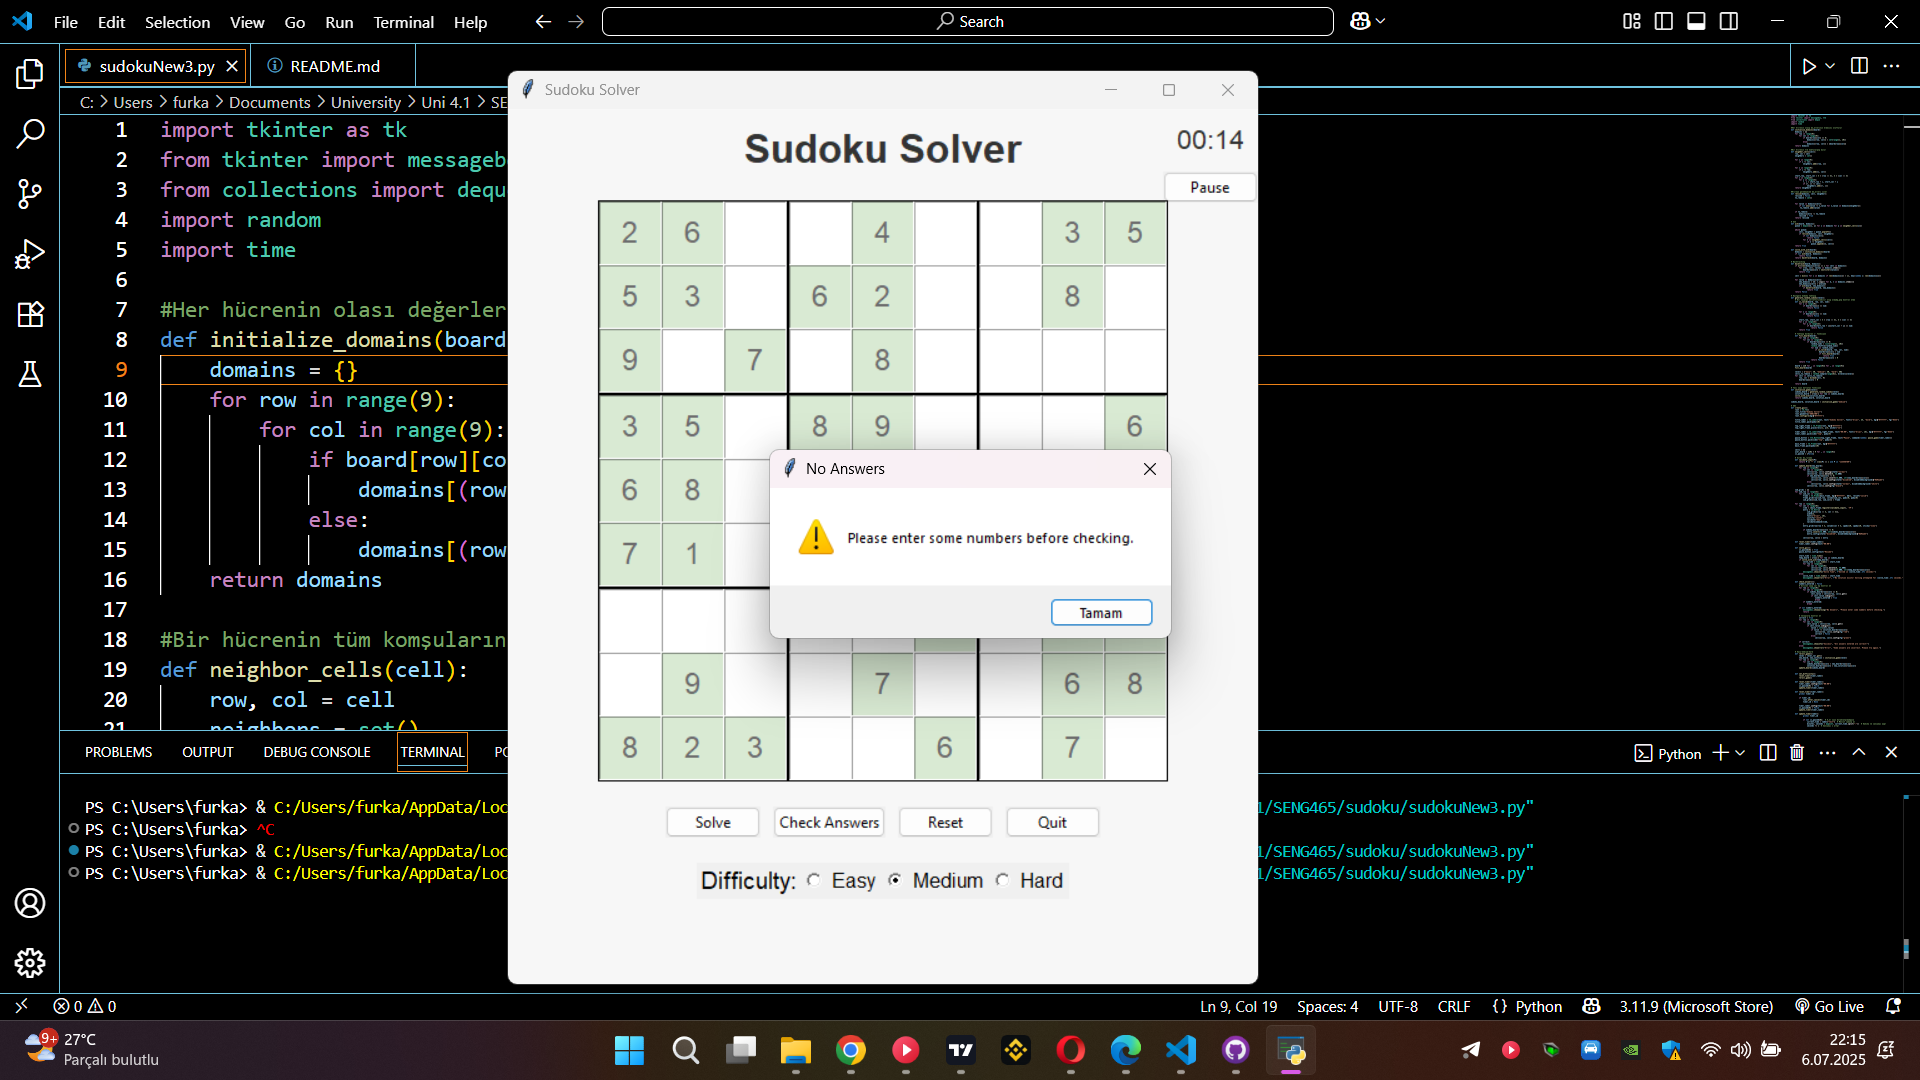 File Edit Selection View Go Run Terminal Help
Search
sudokuNew3.py
README.md
C: > Users > furka > Documents > University > Uni 4.1 > SE
1 import tkinter as tk
2 from tkinter import messageb
3 from collections import dequ
4 import random
5 import time
6
7 #Her hücrenin olası değerler
8 def initialize_domains(board
9 domains = {}
10 for row in range(9):
11 for col in range(9):
12 if board[row][co
13 domains[(row
14 else:
15 domains[(row
16 return domains
17
18 #Bir hücrenin tüm komşuların
19 def neighbor_cells(cell):
20 row, col = cell
21 neighbors = set()
Sudoku Solver
Sudoku Solver
00:14
Pause
2 6 4 3 5
5 3 6 2 8
9 7 8
3 5 8 9 6
6 8
7 1
9 7 6 8
8 2 3 6 7
No Answers
Please enter some numbers before checking.
Tamam
Solve Check Answers Reset Quit
Difficulty: Easy Medium Hard
PROBLEMS OUTPUT DEBUG CONSOLE TERMINAL PO
Python
PS C:\Users\furka> & C:/Users/furka/AppData/Loc 1/SENG465/sudoku/sudokuNew3.py"
PS C:\Users\furka> ^C
PS C:\Users\furka> & C:/Users/furka/AppData/Loc 1/SENG465/sudoku/sudokuNew3.py"
PS C:\Users\furka> & C:/Users/furka/AppData/Loc 1/SENG465/sudoku/sudokuNew3.py"
0 0
Ln 9, Col 19 Spaces: 4 UTF-8 CRLF {} Python 3.11.9 (Microsoft Store) Go Live
9+
27°C
Parçalı bulutlu
22:15
6.07.2025